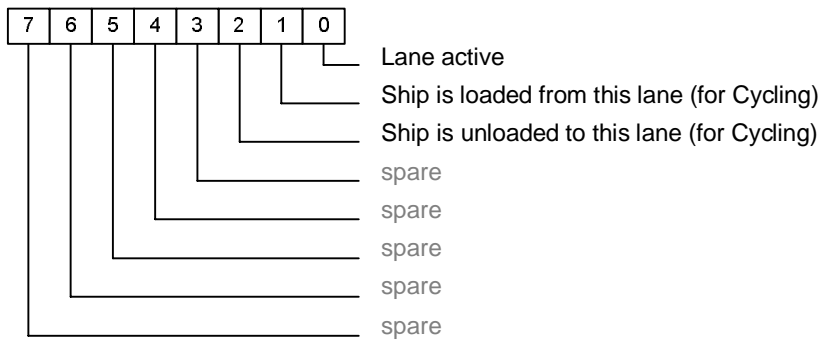 7 6 5 4 3 2 1 0
Lane active
Ship is loaded from this lane (for Cycling)
Ship is unloaded to this lane (for Cycling)
spare
spare
spare
spare
spare